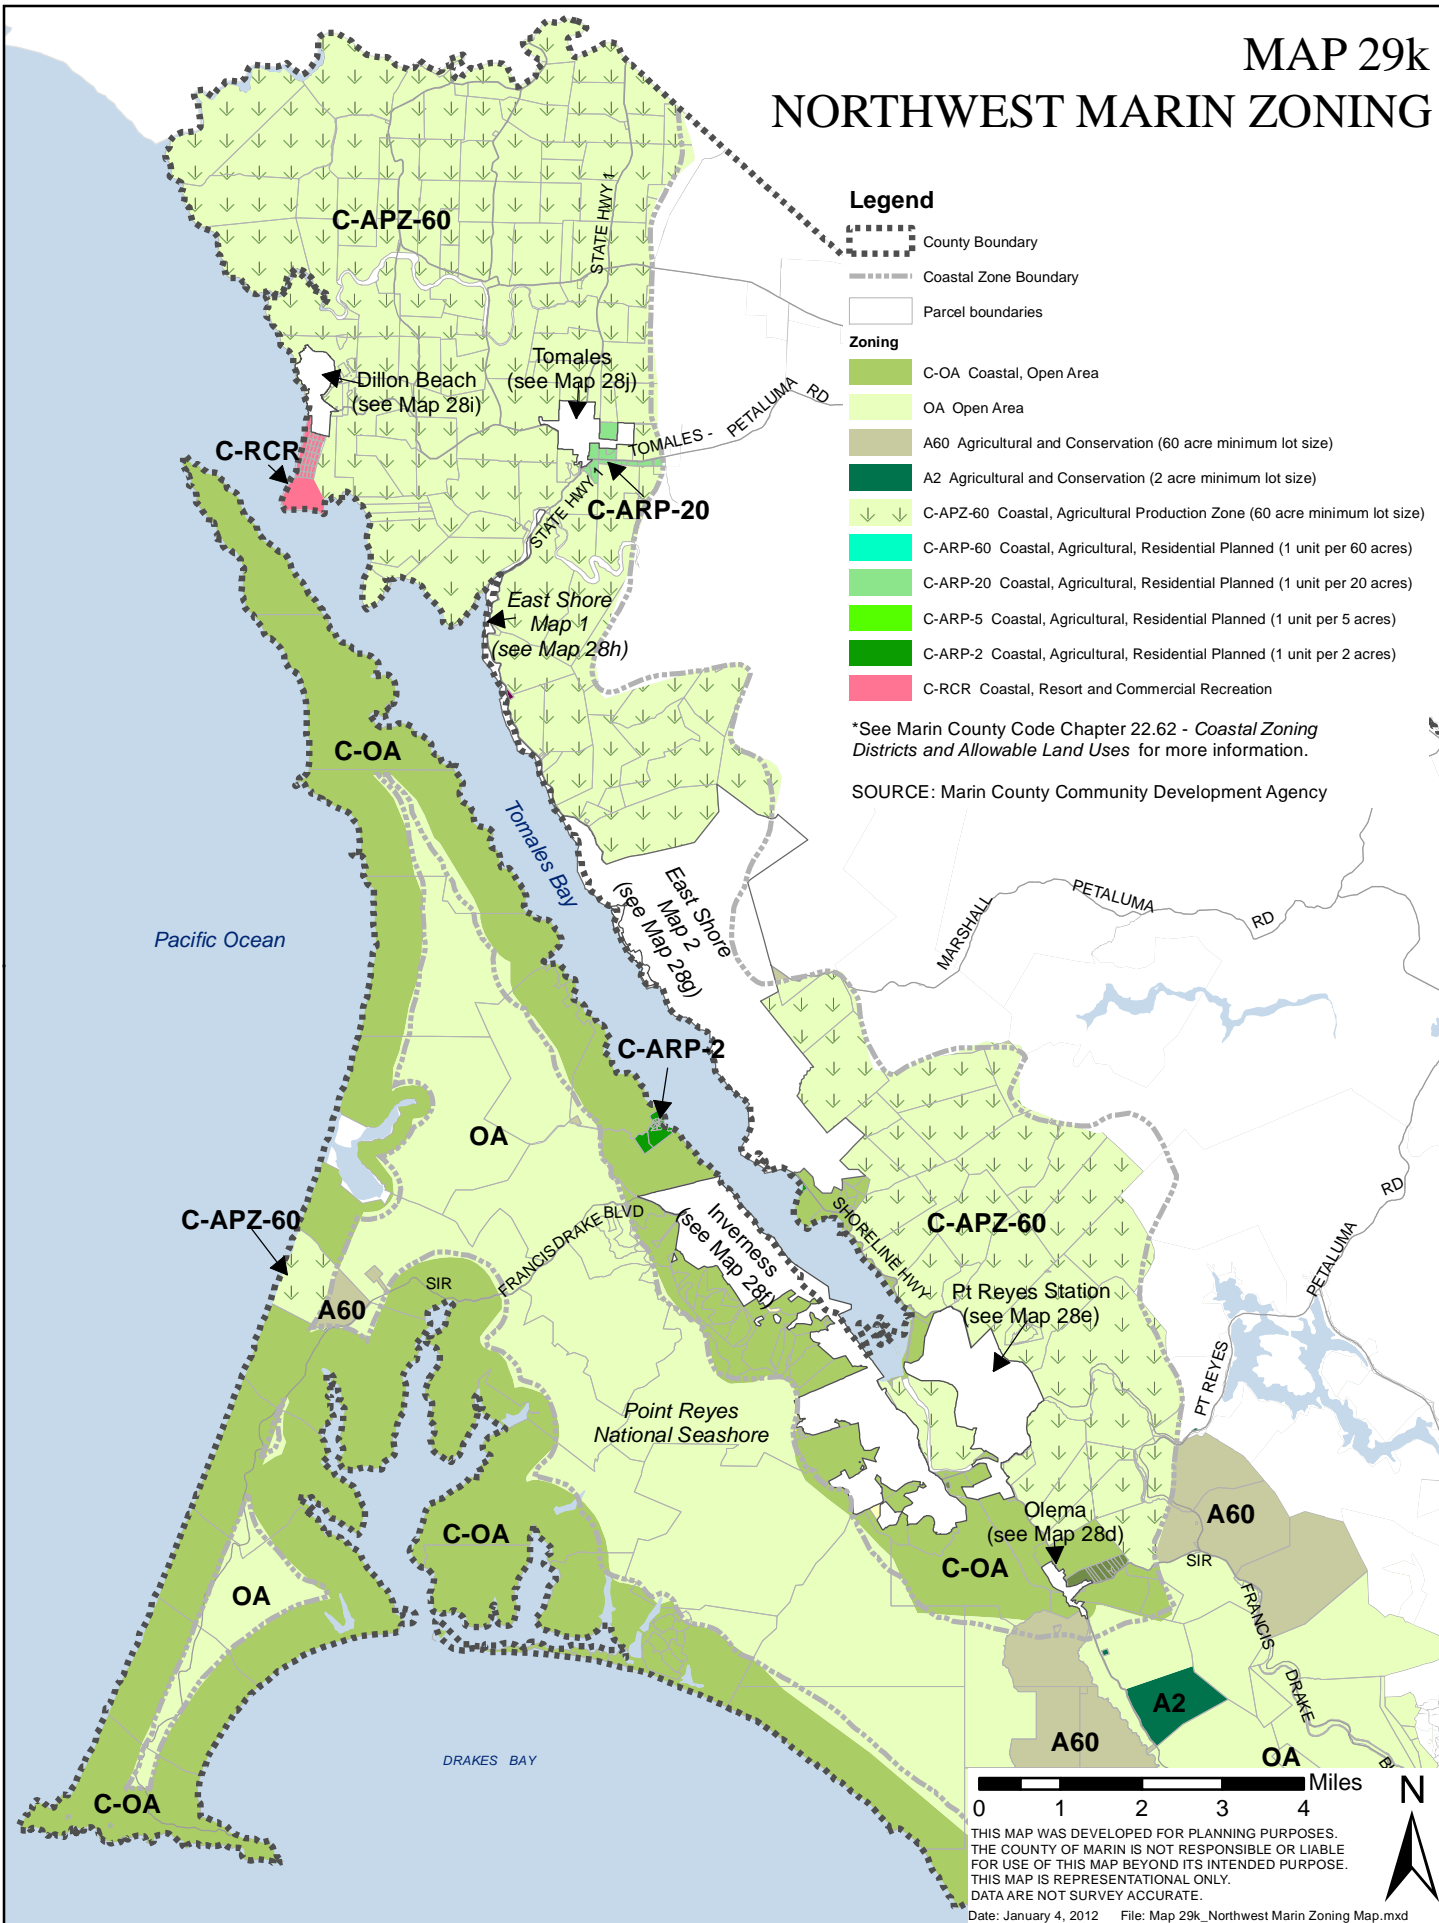 MAP 29k
NORTHWEST MARIN ZONING
Legend
County Boundary
Coastal Zone Boundary
Parcel boundaries
Zoning
C-OA Coastal, Open Area
OA Open Area
A60 Agricultural and Conservation (60 acre minimum lot size)
A2 Agricultural and Conservation (2 acre minimum lot size)
C-APZ-60 Coastal, Agricultural Production Zone (60 acre minimum lot size)
C-ARP-60 Coastal, Agricultural, Residential Planned (1 unit per 60 acres)
C-ARP-20 Coastal, Agricultural, Residential Planned (1 unit per 20 acres)
C-ARP-5 Coastal, Agricultural, Residential Planned (1 unit per 5 acres)
C-ARP-2 Coastal, Agricultural, Residential Planned (1 unit per 2 acres)
C-RCR Coastal, Resort and Commercial Recreation
*See Marin County Code Chapter 22.62 - Coastal Zoning
Districts and Allowable Land Uses for more information.
SOURCE: Marin County Community Development Agency
C-APZ-60
STATE HWY 1
Tomales
(see Map 28j)
Dillon Beach
(see Map 28i)
TOMALES - PETALUMA RD
C-RCR
C-ARP-20
STATE HWY 1
East Shore
Map 1
(see Map 28h)
C-OA
Tomales Bay
East Shore
Map 2
(see Map 28g)
Pacific Ocean
MARSHALL PETALUMA RD
C-ARP-2
OA
C-APZ-60
SIR FRANCIS DRAKE BLVD
Inverness
(see Map 28f)
SHORELINE HWY
C-APZ-60
A60
Pt Reyes Station
(see Map 28e)
PT REYES PETALUMA RD
Point Reyes
National Seashore
Olema
(see Map 28d)
A60
C-OA
C-OA
SIR FRANCIS DRAKE
OA
A2
A60
OA
DRAKES BAY
C-OA
Miles
0 1 2 3 4
N
THIS MAP WAS DEVELOPED FOR PLANNING PURPOSES.
THE COUNTY OF MARIN IS NOT RESPONSIBLE OR LIABLE
FOR USE OF THIS MAP BEYOND ITS INTENDED PURPOSE.
THIS MAP IS REPRESENTATIONAL ONLY.
DATA ARE NOT SURVEY ACCURATE.
Date: January 4, 2012 File: Map 29k_Northwest Marin Zoning Map.mxd